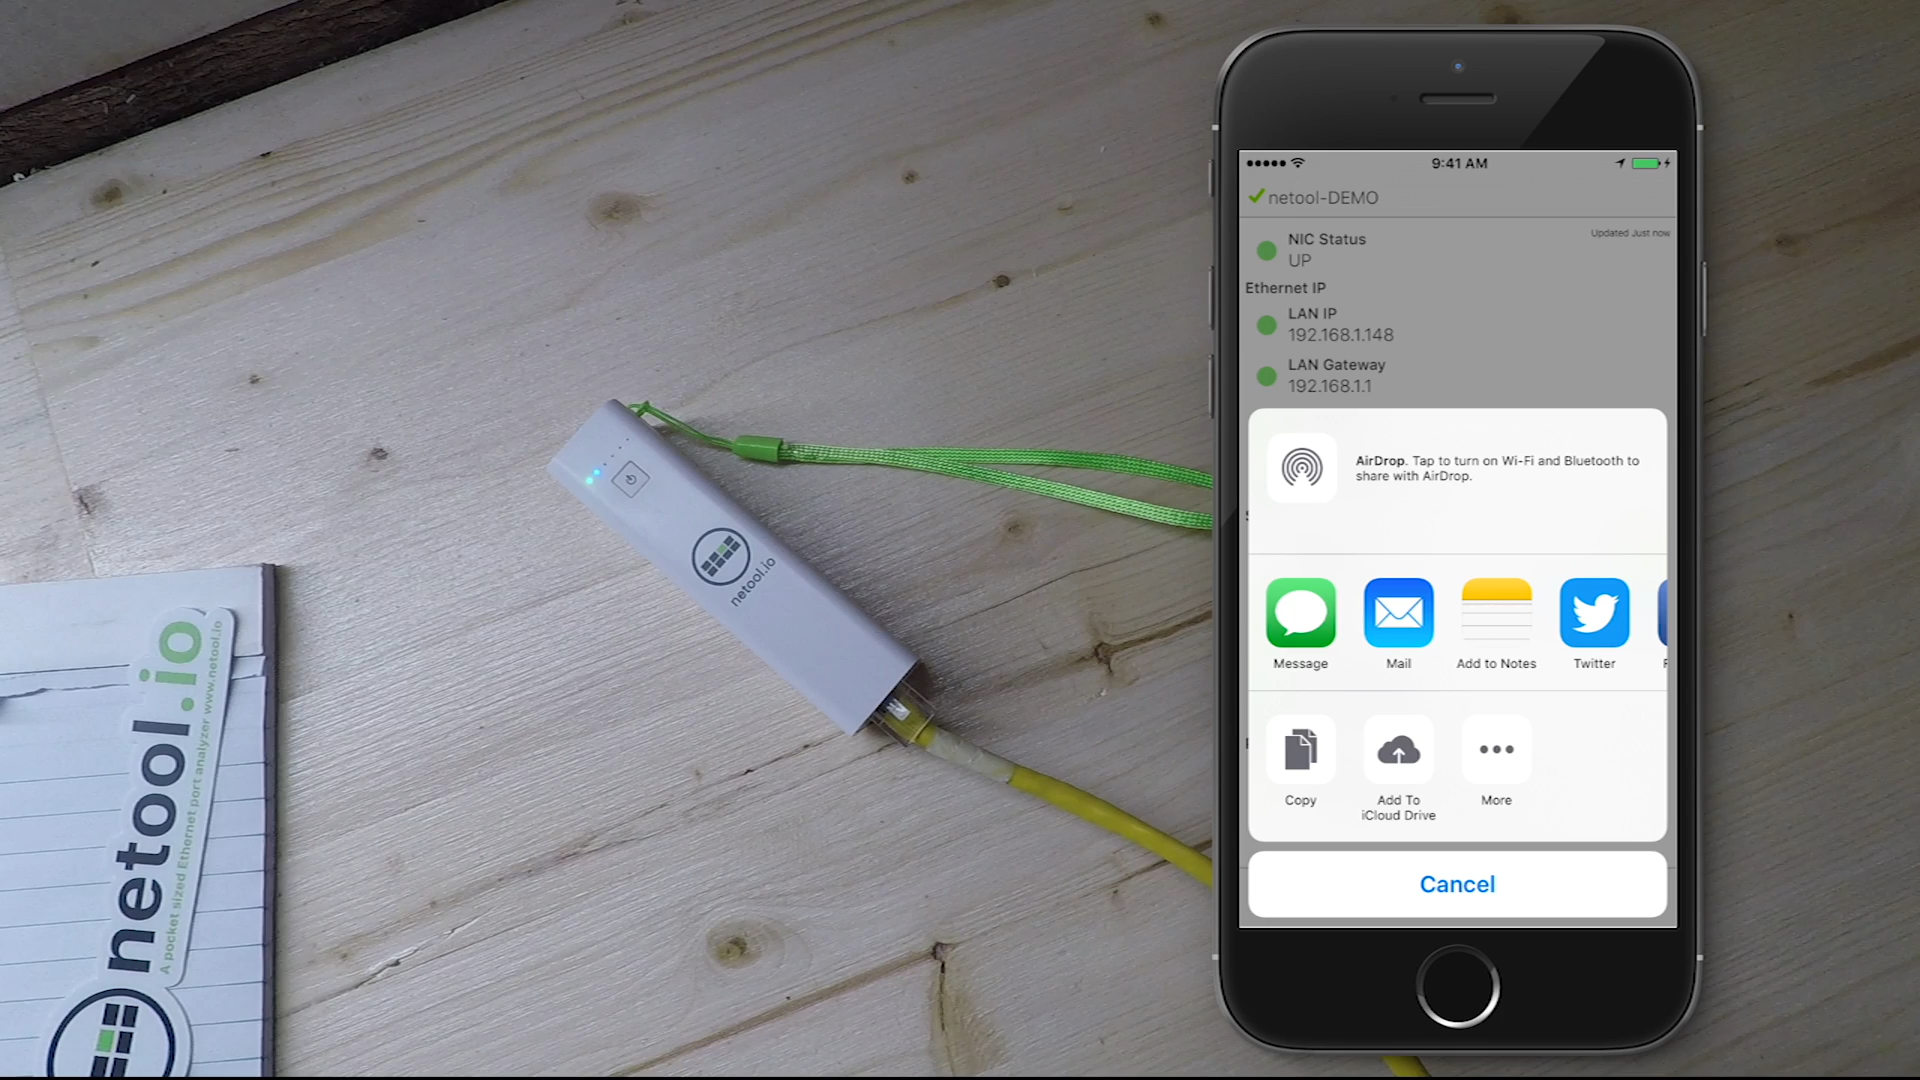 netool.io
netool.io
A pocket sized Ethernet port analyzer www.netool.io
9:41 AM
netool-DEMO
NIC Status
Updated Just now
UP
Ethernet IP
LAN IP
192.168.1.148
LAN Gateway
192.168.1.1
AirDrop. Tap to turn on Wi-Fi and Bluetooth to
share with AirDrop.
Message
Mail
Add to Notes
Twitter
Copy
Add To
iCloud Drive
More
Cancel